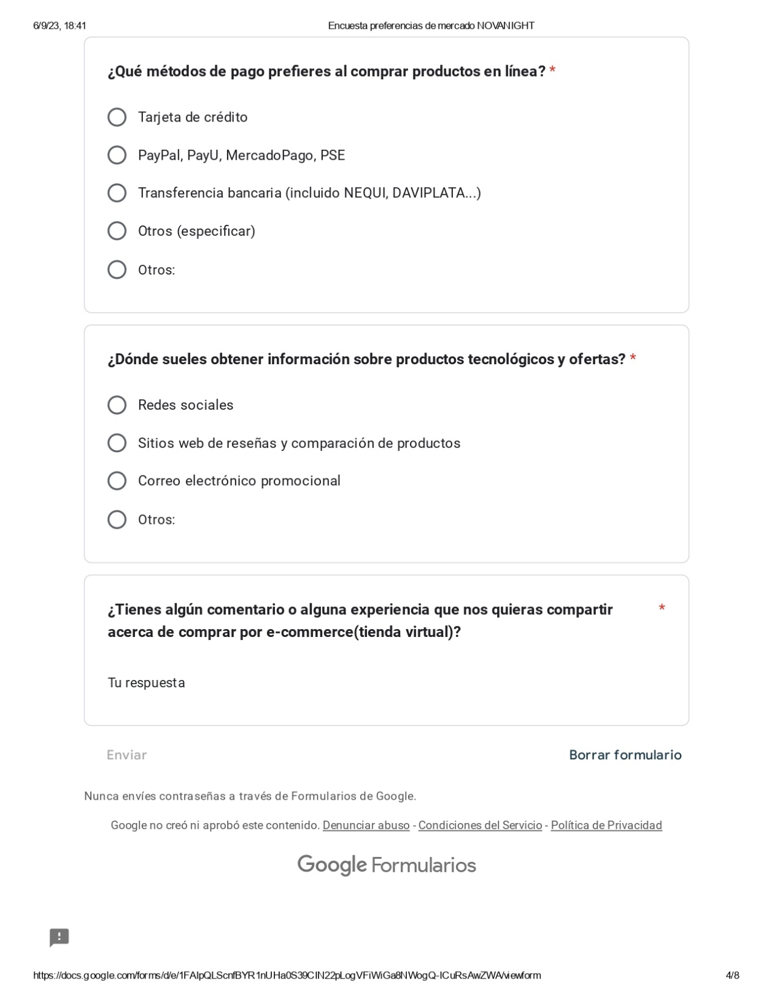 6/9/23, 18:41 Encuesta preferencias de mercado NOVANIGHT
¿Qué métodos de pago prefieres al comprar productos en línea? *
Tarjeta de crédito
PayPal, PayU, MercadoPago, PSE
Transferencia bancaria (incluido NEQUI, DAVIPLATA...)
Otros (especificar)
Otros:
¿Dónde sueles obtener información sobre productos tecnológicos y ofertas? *
Redes sociales
Sitios web de reseñas y comparación de productos
Correo electrónico promocional
Otros:
¿Tienes algún comentario o alguna experiencia que nos quieras compartir *
acerca de comprar por e-commerce(tienda virtual)?
Tu respuesta
Enviar Borrar formulario
Nunca envíes contraseñas a través de Formularios de Google.
Google no creó ni aprobó este contenido. Denunciar abuso - Condiciones del Servicio - Política de Privacidad
Google Formularios
https://docs.google.com/forms/d/e/1FAIpQLScnfBYR1nUHa0S39CIN22pLogVFiWiGa8NWogQ-ICuRsAwZWA/viewform 4/8